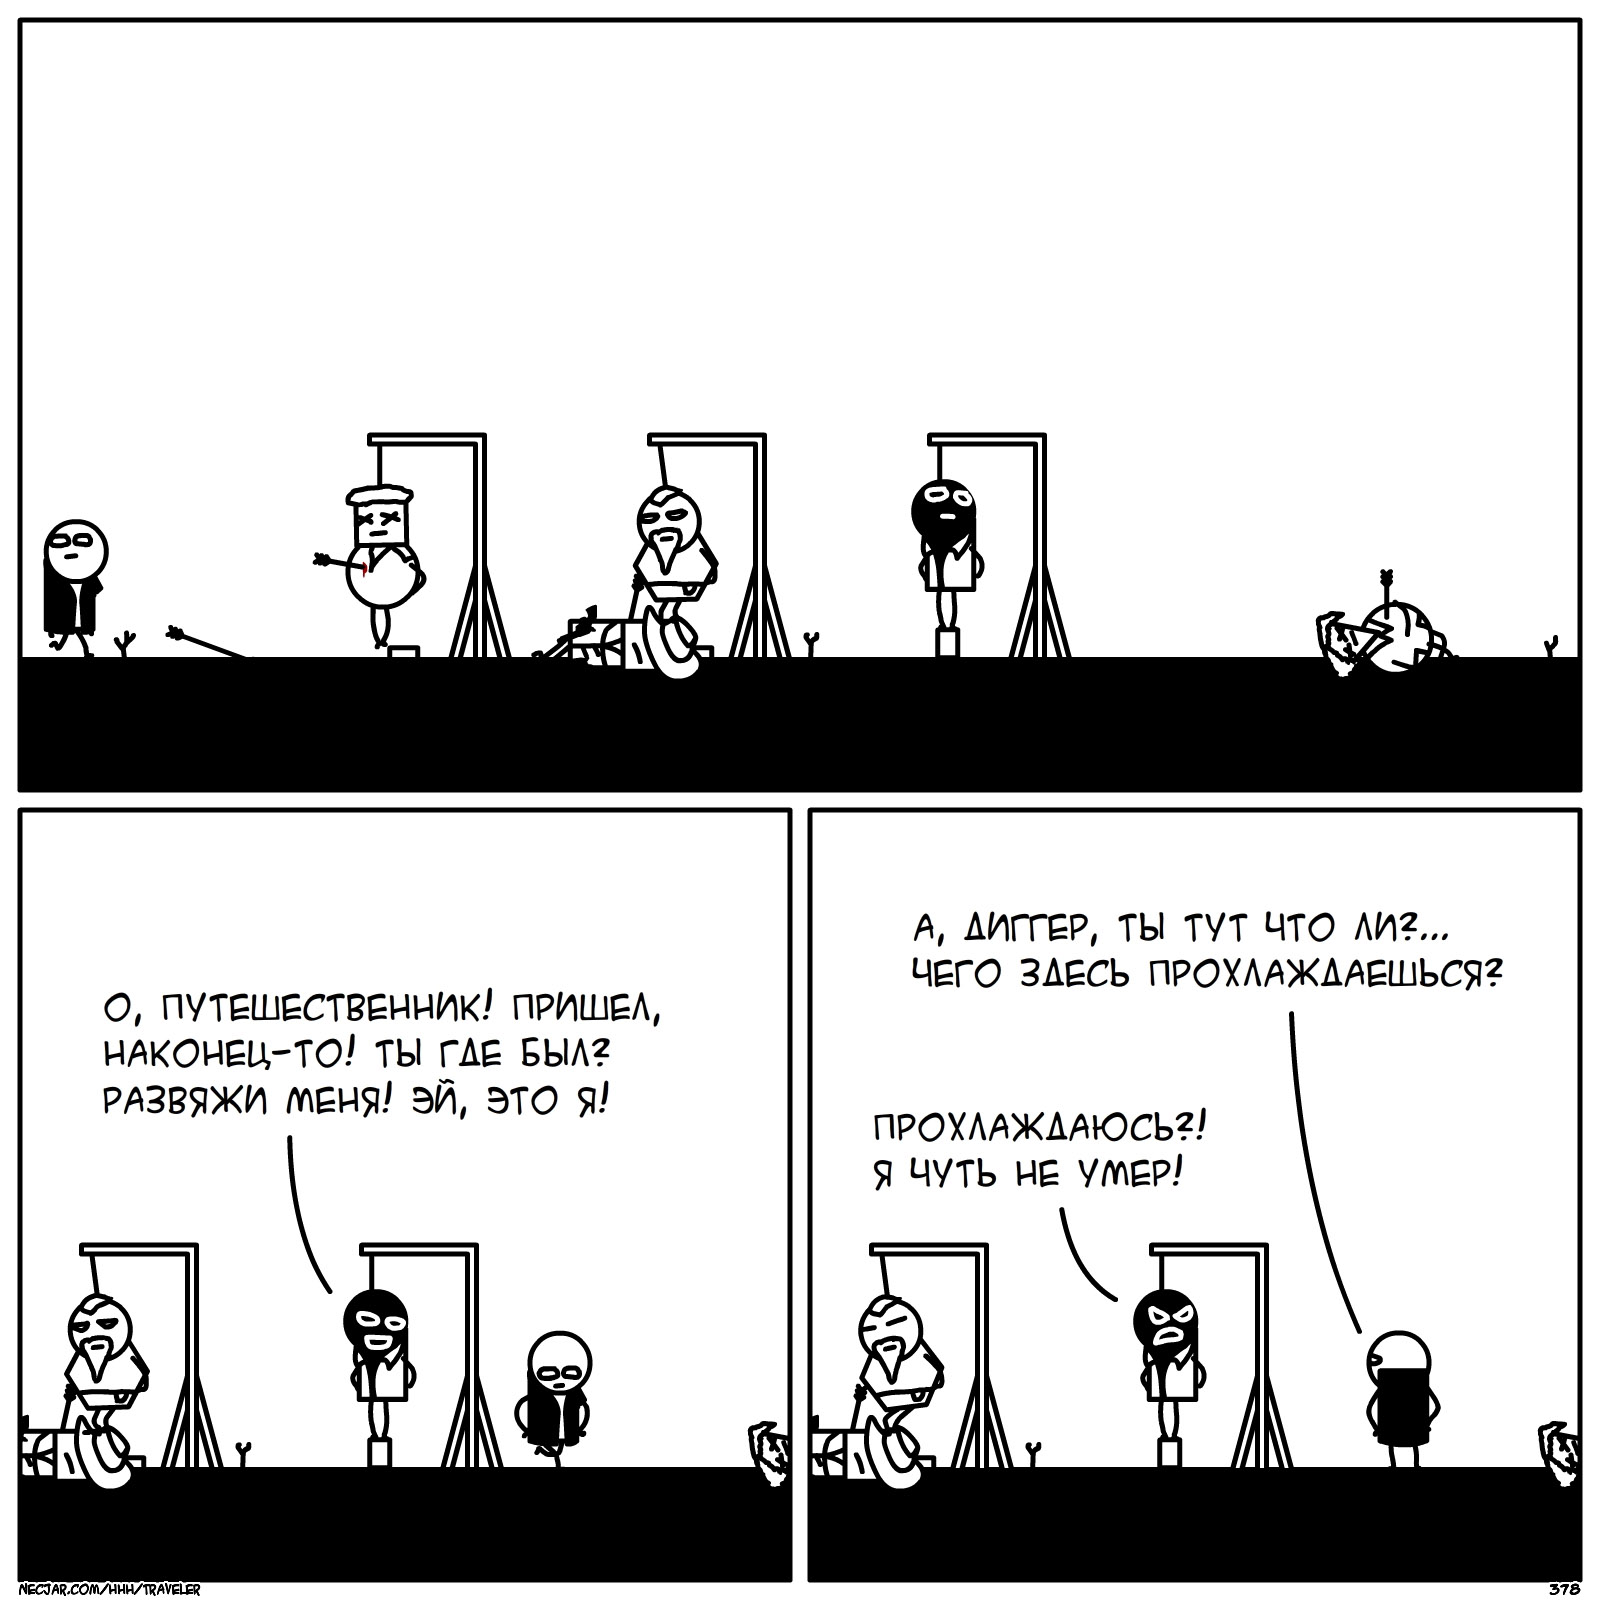 О, ПУТЕШЕСТВЕННИК! ПРИШЕЛ,
НАКОНЕЦ-ТО! ТЫ ГДЕ БЫЛ?
РАЗВЯЖИ МЕНЯ! ЭЙ, ЭТО Я!
А, ДИГГЕР, ТЫ ТУТ ЧТО ЛИ?...
ЧЕГО ЗДЕСЬ ПРОХЛАЖДАЕШЬСЯ?
ПРОХЛАЖДАЮСЬ?!
Я ЧУТЬ НЕ УМЕР!
NECJAR.COM/HHH/TRAVELER
378